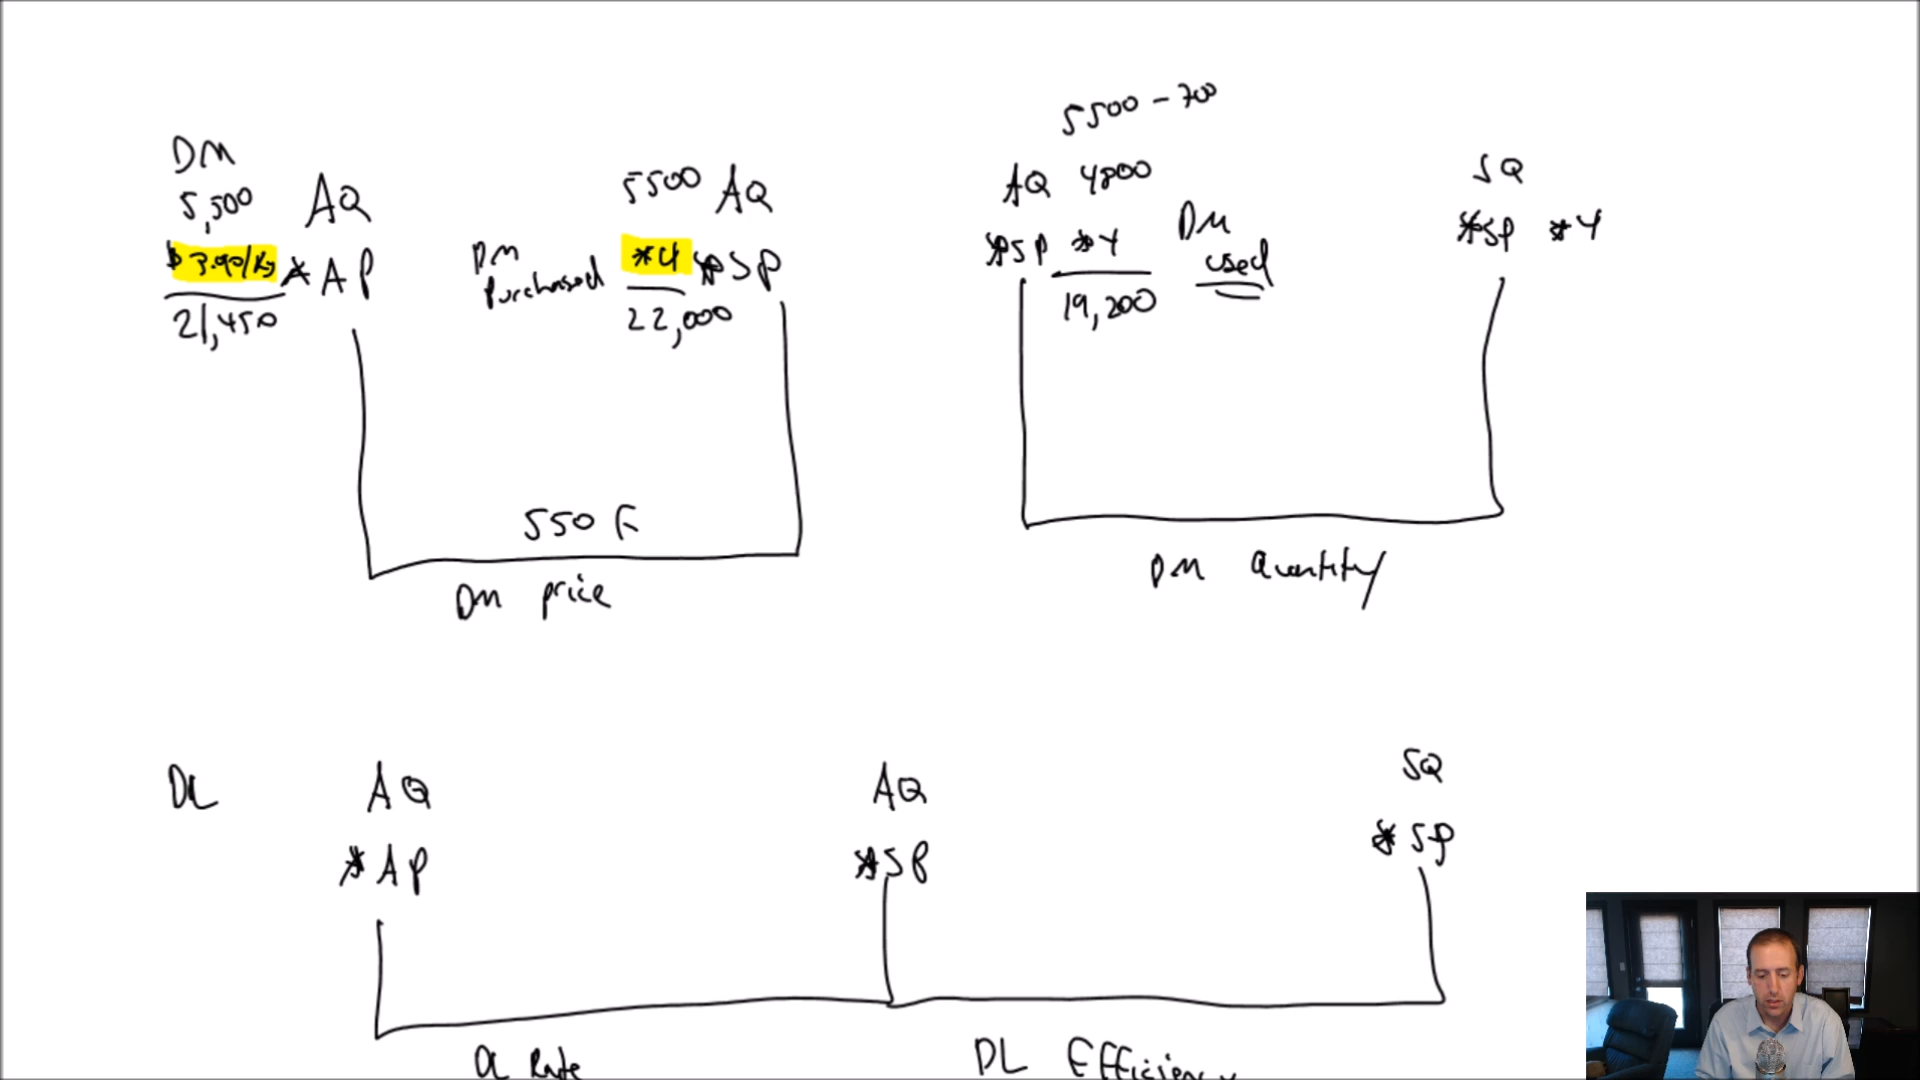 5500 - 700
DM
5,500 AQ
5500 AQ
AQ 4800
SQ
$3.90/Kg * AP
DM Purchased
*4 * SP
* SP *4
DM used
* SP *4
21,450
22,000
19,200
550 F
DM price
DM Quantity
DL
AQ
AQ
SQ
* AP
* SP
* SP
DL Rate
DL Efficiency